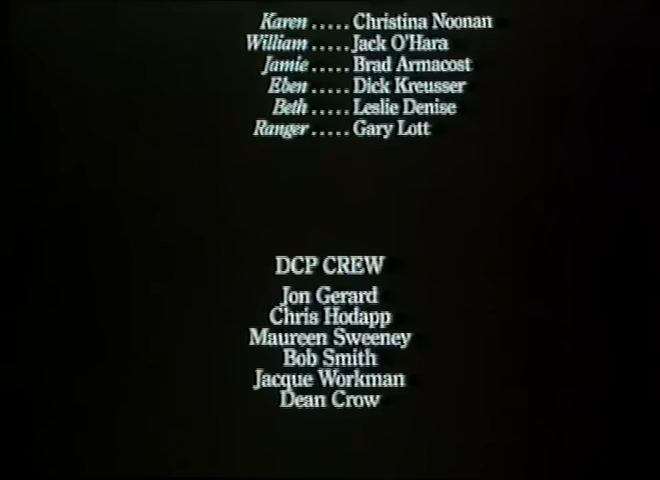 Karen ..... Christina Noonan
William ..... Jack O'Hara
Jamie ..... Brad Armacost
Eben ..... Dick Kreusser
Beth ..... Leslie Denise
Ranger ..... Gary Lott
DCP CREW
Jon Gerard
Chris Hodapp
Maureen Sweeney
Bob Smith
Jacque Workman
Dean Crow